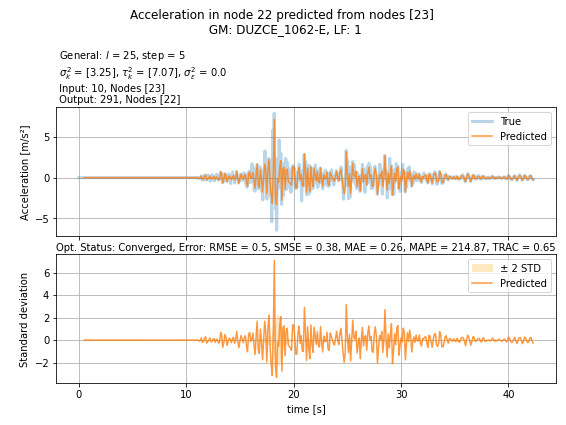 Acceleration in node 22 predicted from nodes [23]
GM: DUZCE_1062-E, LF: 1
General: l = 25, step = 5
σ²ₖ = [3.25], τ²ₖ = [7.07], σ²ε = 0.0
Input: 10, Nodes [23]
Output: 291, Nodes [22]
Acceleration [m/s²]
5
0
−5
True
Predicted
Opt. Status: Converged, Error: RMSE = 0.5, SMSE = 0.38, MAE = 0.26, MAPE = 214.87, TRAC = 0.65
Standard deviation
6
4
2
0
−2
± 2 STD
Predicted
0 10 20 30 40
time [s]